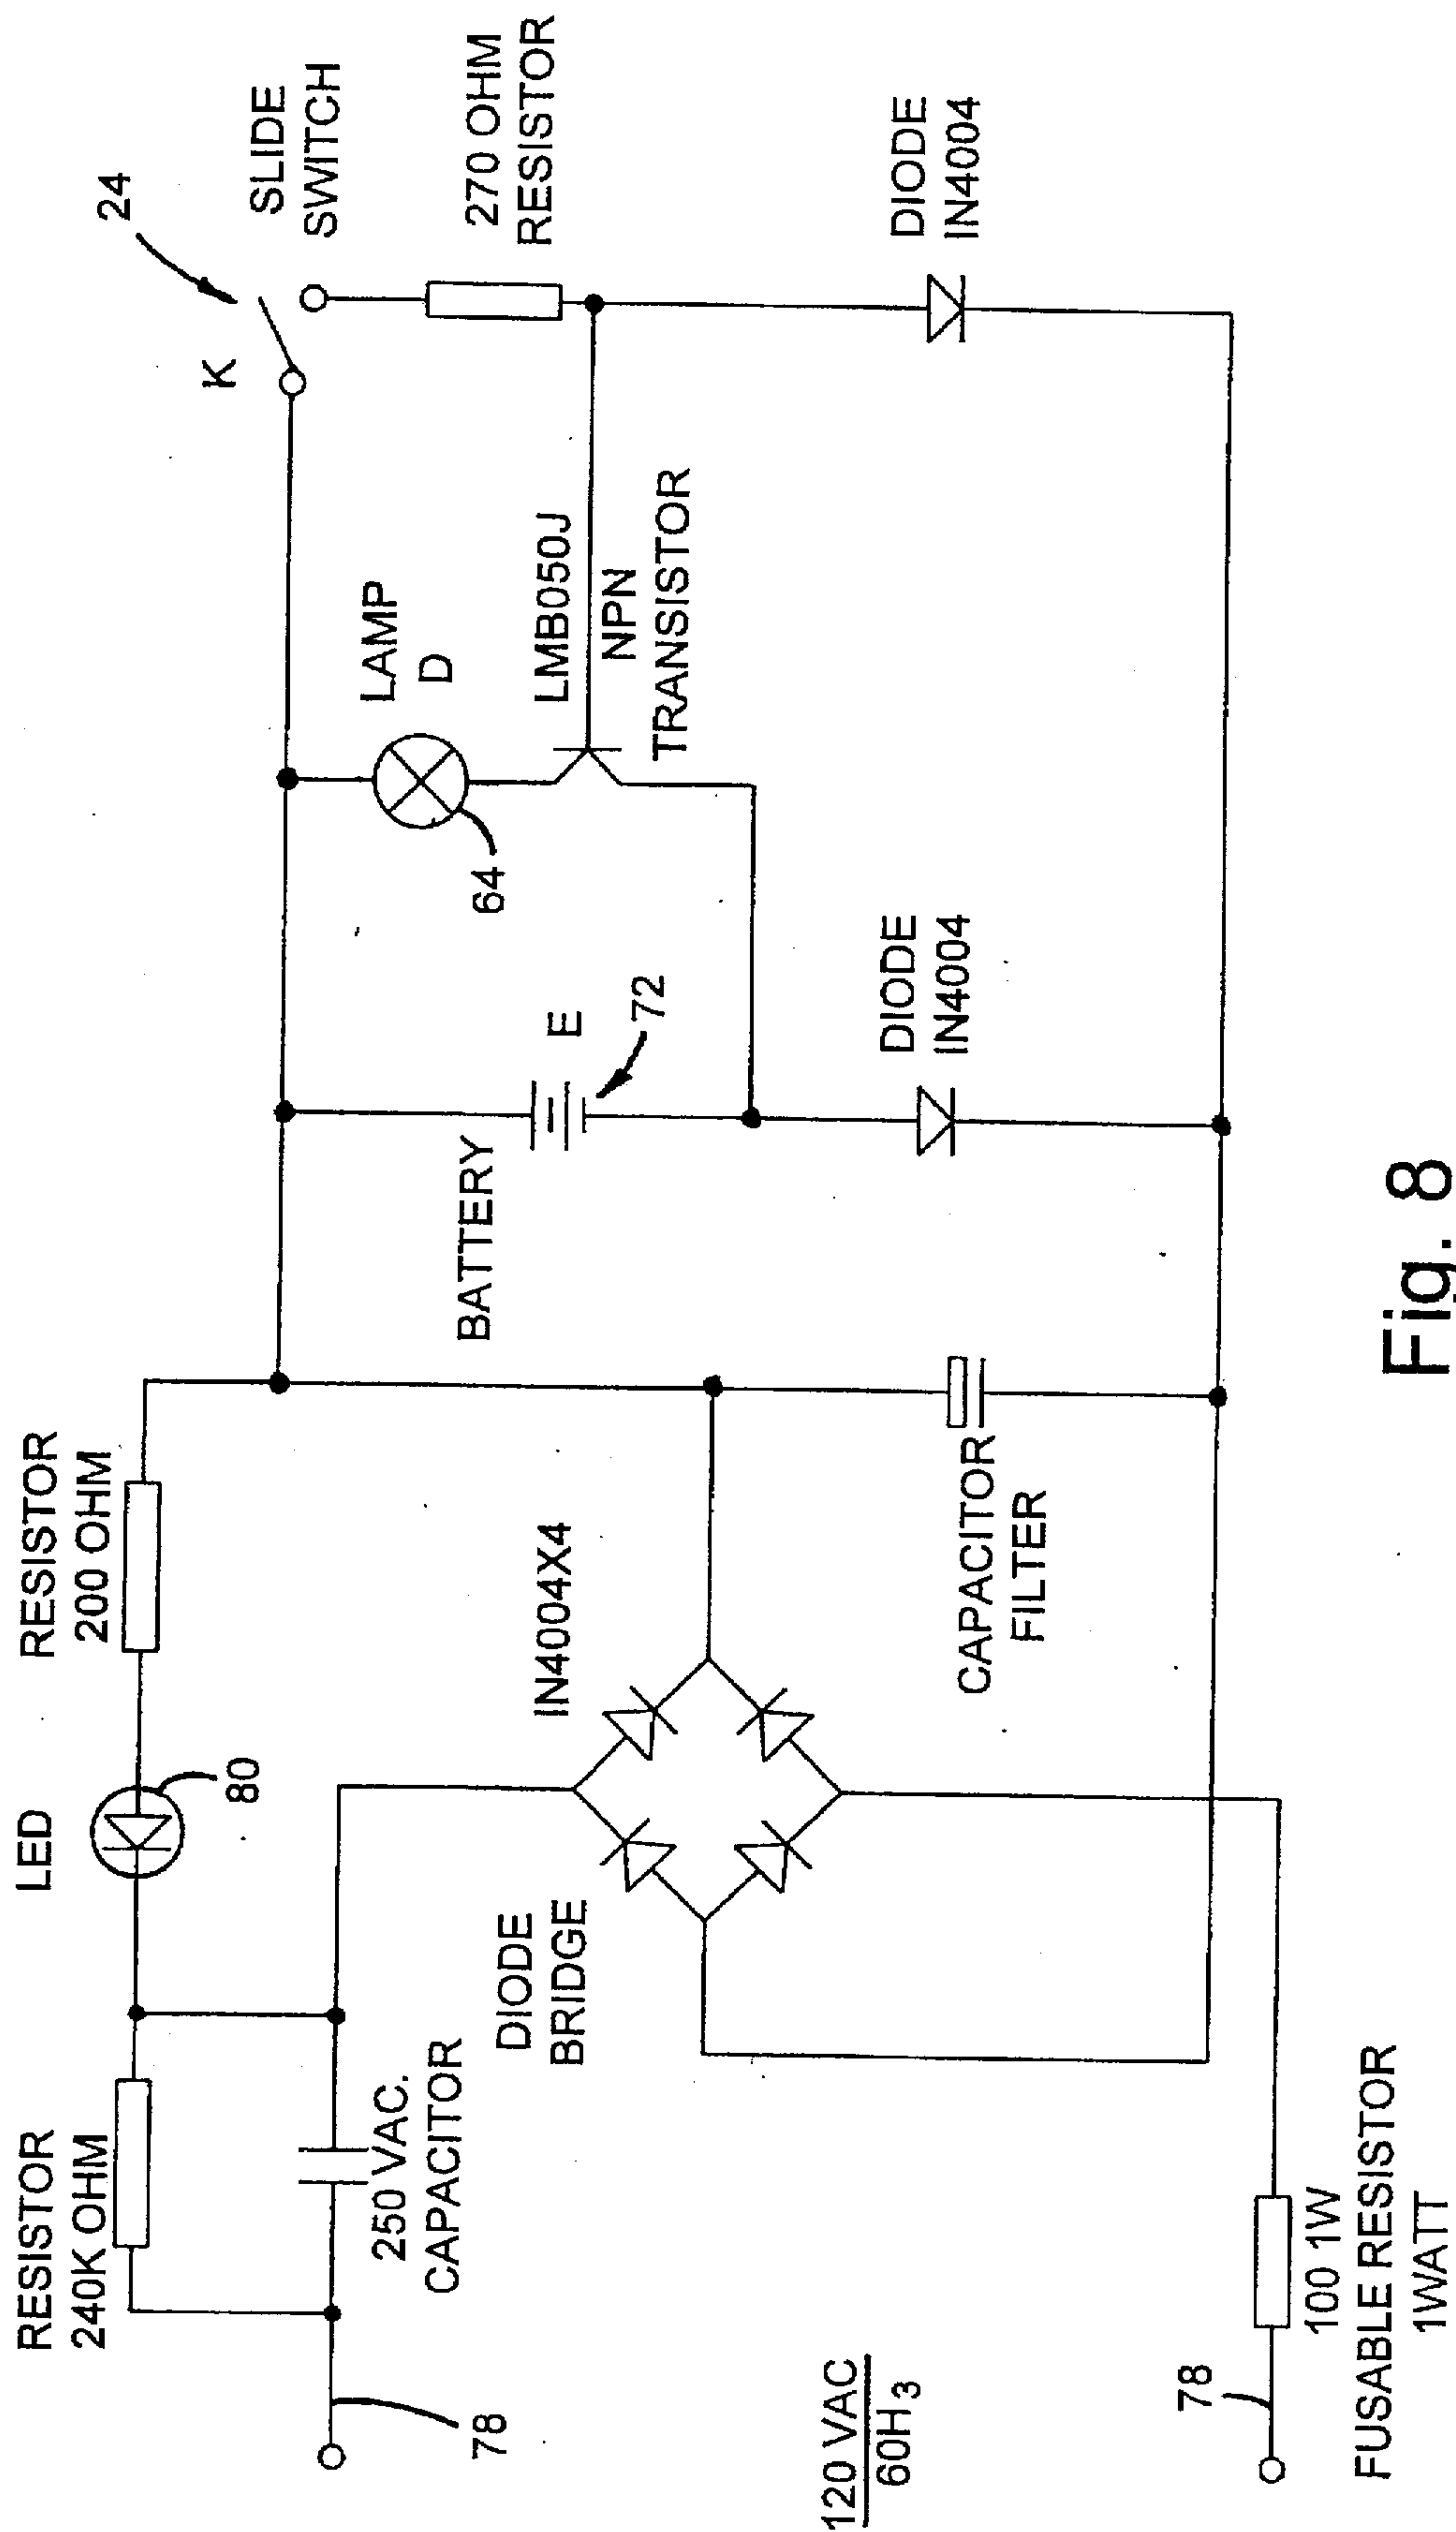 RESISTOR
240K OHM
LED
80
RESISTOR
200 OHM
24
K
SLIDE
SWITCH
78
250 VAC.
CAPACITOR
DIODE
BRIDGE
IN4004X4
BATTERY
E
72
64
LAMP
D
LMB050J
NPN
TRANSISTOR
270 OHM
RESISTOR
120 VAC
60H3
CAPACITOR
FILTER
DIODE
IN4004
DIODE
IN4004
78
100 1W
FUSABLE RESISTOR
1WATT
Fig. 8